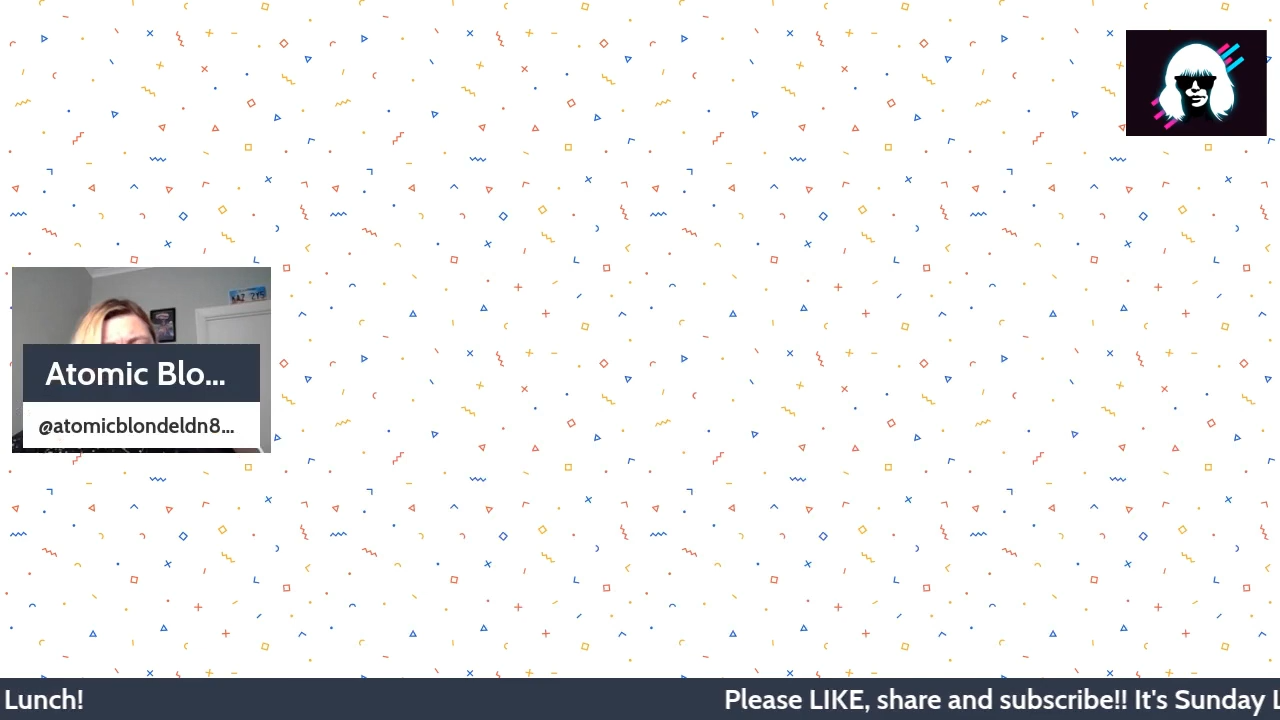 Atomic Blo...
@atomicblondeldn8...
Lunch!
Please LIKE, share and subscribe!! It's Sunday L